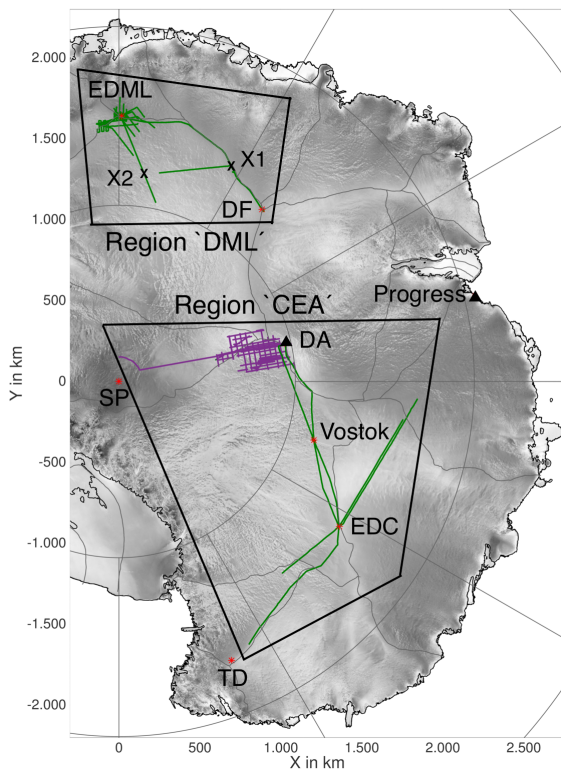 2.000
EDML
1.500
X1
X2
1.000
DF
Region `DML´
500
Region `CEA´
Progress
DA
0
SP
Vostok
-500
EDC
-1.000
-1.500
TD
-2.000
0 500 1.000 1.500 2.000 2.500
X in km
Y in km